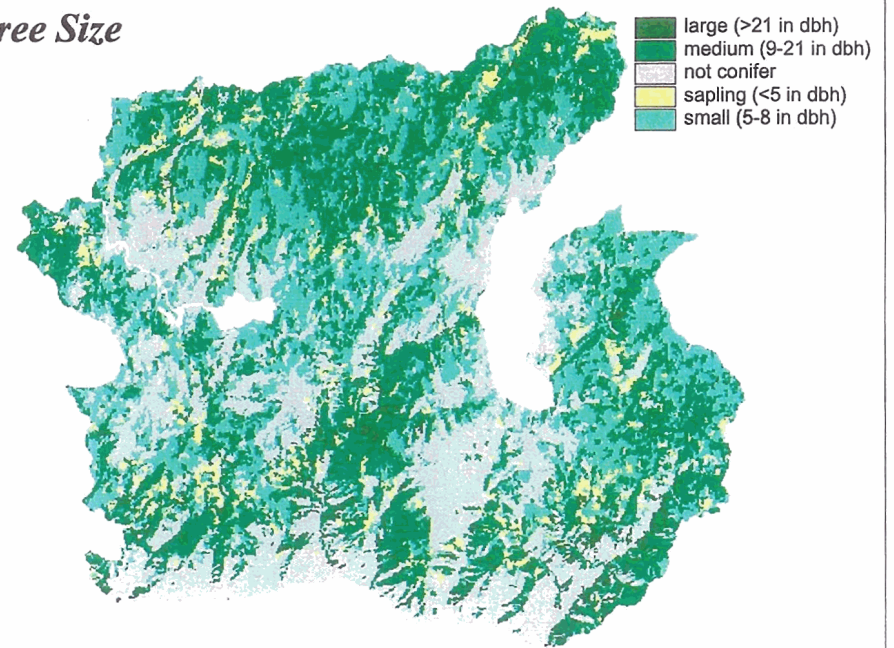 ree Size
large (>21 in dbh)
medium (9-21 in dbh)
not conifer
sapling (<5 in dbh)
small (5-8 in dbh)